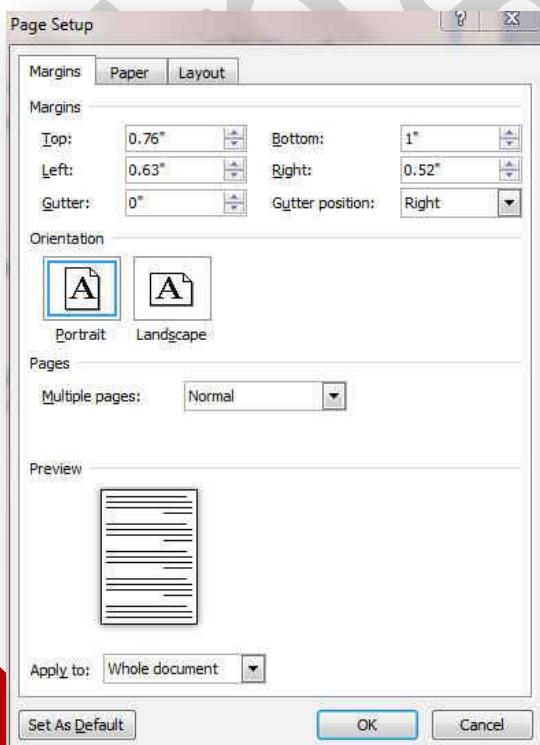 Page Setup
Margins Paper Layout
Margins
Top: 0.76" Bottom: 1"
Left: 0.63" Right: 0.52"
Gutter: 0" Gutter position: Right
Orientation
A A
Portrait Landscape
Pages
Multiple pages: Normal
Preview
Apply to: Whole document
Set As Default OK Cancel